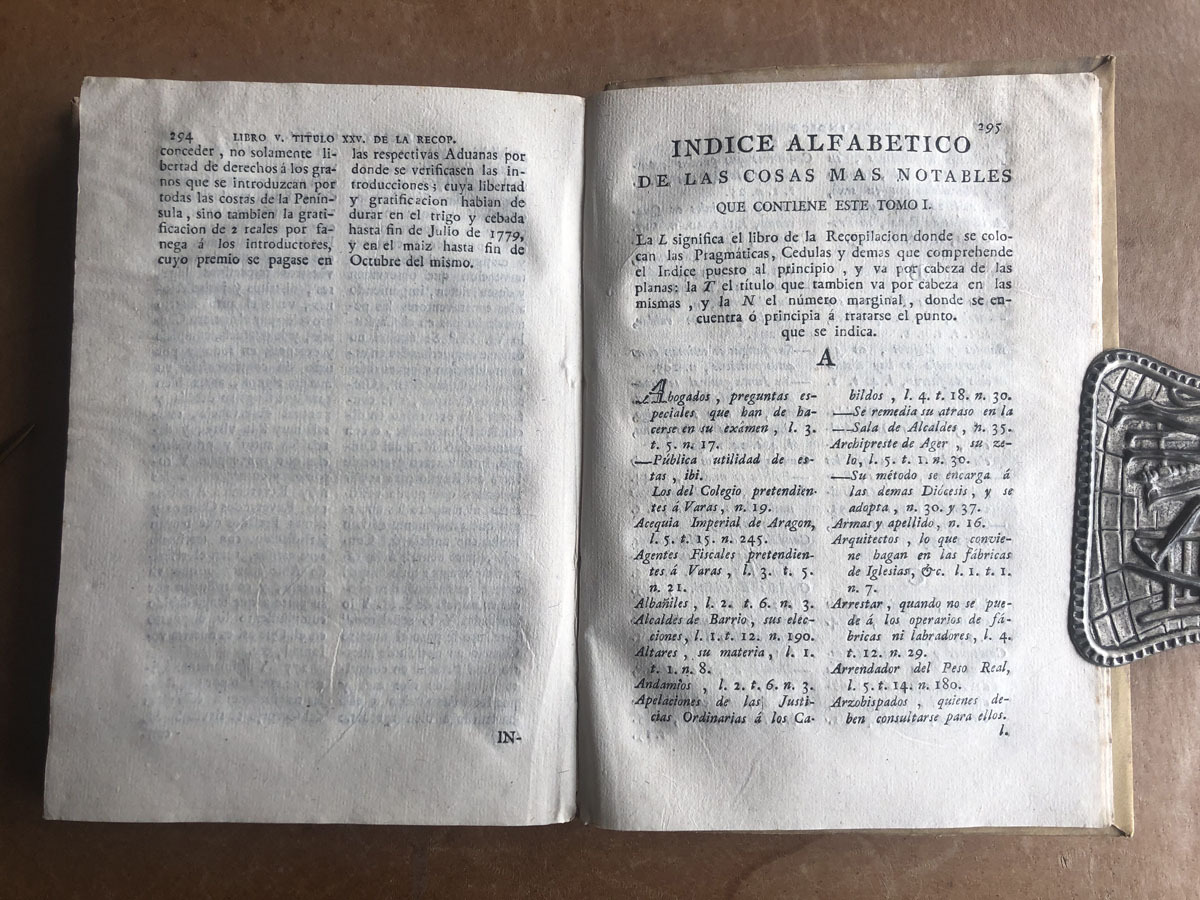 294 LIBRO V. TITULO XXV. DE LA RECOP.
conceder , no solamente li-
bertad de derechos á los gra-
nos que se introduzcan por
todas las costas de la Penín-
sula , sino tambien la grati-
ficacion de 2 reales por fa-
nega á los introductores,
cuyo premio se pagase en
las respectivas Aduanas por
donde se verificasen las in-
troducciones ; cuya libertad
y gratificacion habian de
durar en el trigo y cebada
hasta fin de Julio de 1779,
y en el maiz hasta fin de
Octubre del mismo.
IN-
295
INDICE ALFABETICO
DE LAS COSAS MAS NOTABLES
QUE CONTIENE ESTE TOMO I.
La L significa el libro de la Recopilacion donde se colo-
can las Pragmáticas, Cedulas y demas que comprehende
el Indice puesto al principio , y va por cabeza de las
planas: la T el título que tambien va por cabeza en las
mismas , y la N el número marginal , donde se en-
cuentra ó principia á tratarse el punto.
que se indica.
A
Abogados , preguntas es-
peciales que han de ha-
cerse en su exâmen , l. 3.
t. 5. n. 17.
—Pública utilidad de es-
tas , ibi.
Los del Colegio pretendien-
tes á Varas, n. 19.
Acequia Imperial de Aragon,
l. 5. t. 15. n. 245.
Agentes Fiscales pretendien-
tes á Varas , l. 3. t. 5.
n. 21.
Albañiles , l. 2. t. 6. n. 3.
Alcaldes de Barrio , sus elec-
ciones, l. 1. t. 12. n. 190.
Altares , su materia , l. 1.
t. 1. n. 8.
Andamios , l. 2. t. 6. n. 3.
Apelaciones de las Justi-
cias Ordinarias á los Ca-
bildos , l. 4. t. 18. n. 30.
—Se remedia su atraso en la
—Sala de Alcaldes , n. 35.
Archipreste de Ager , su ze-
lo, l. 5. t. 1. n. 30.
—Su método se encarga á
las demas Diócesis, y se
adopta , n. 30. y 37.
Armas y apellido, n. 16.
Arquitectos , lo que convie-
ne hagan en las fábricas
de Iglesias, &c. l. 1. t. 1.
n. 7.
Arrestar , quando no se pue-
de á los operarios de fá-
bricas ni labradores, l. 4.
t. 12. n. 29.
Arrendador del Peso Real,
l. 5. t. 14. n. 180.
Arzobispados , quienes de-
ben consultarse para ellos.
l.